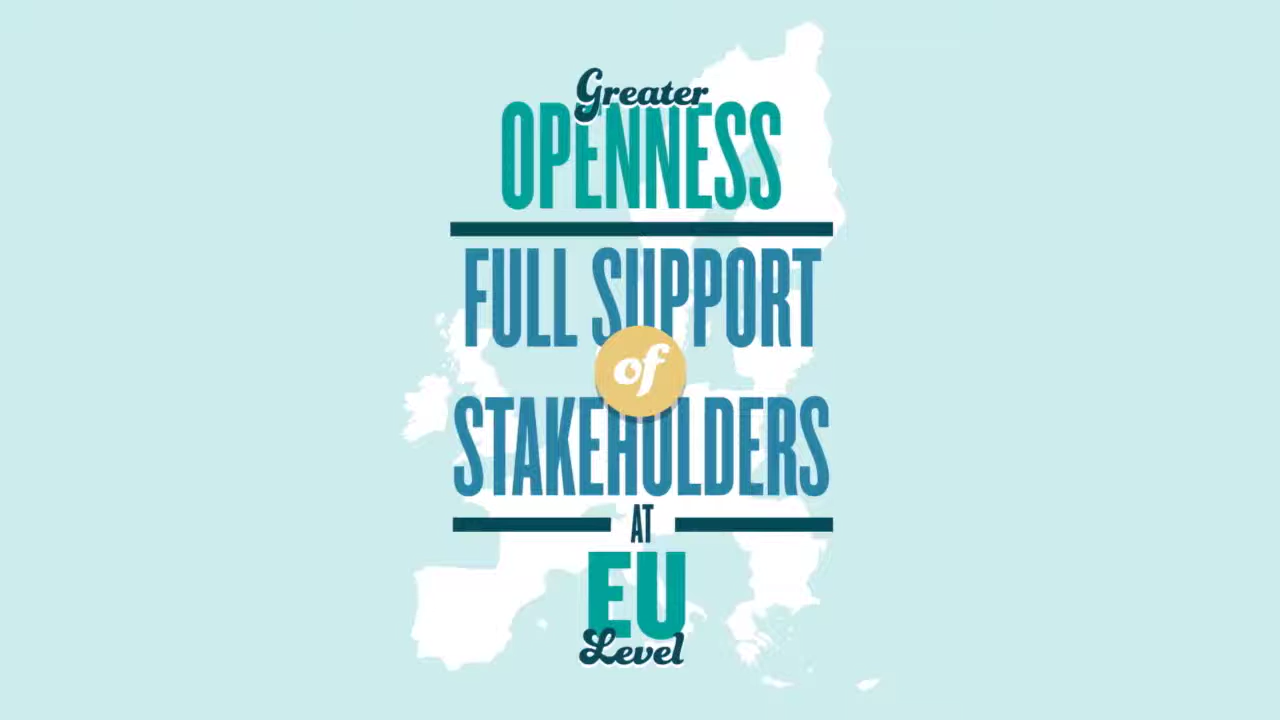 Greater
OPENNESS
FULL SUPPORT
of
STAKEHOLDERS
AT
EU
Level